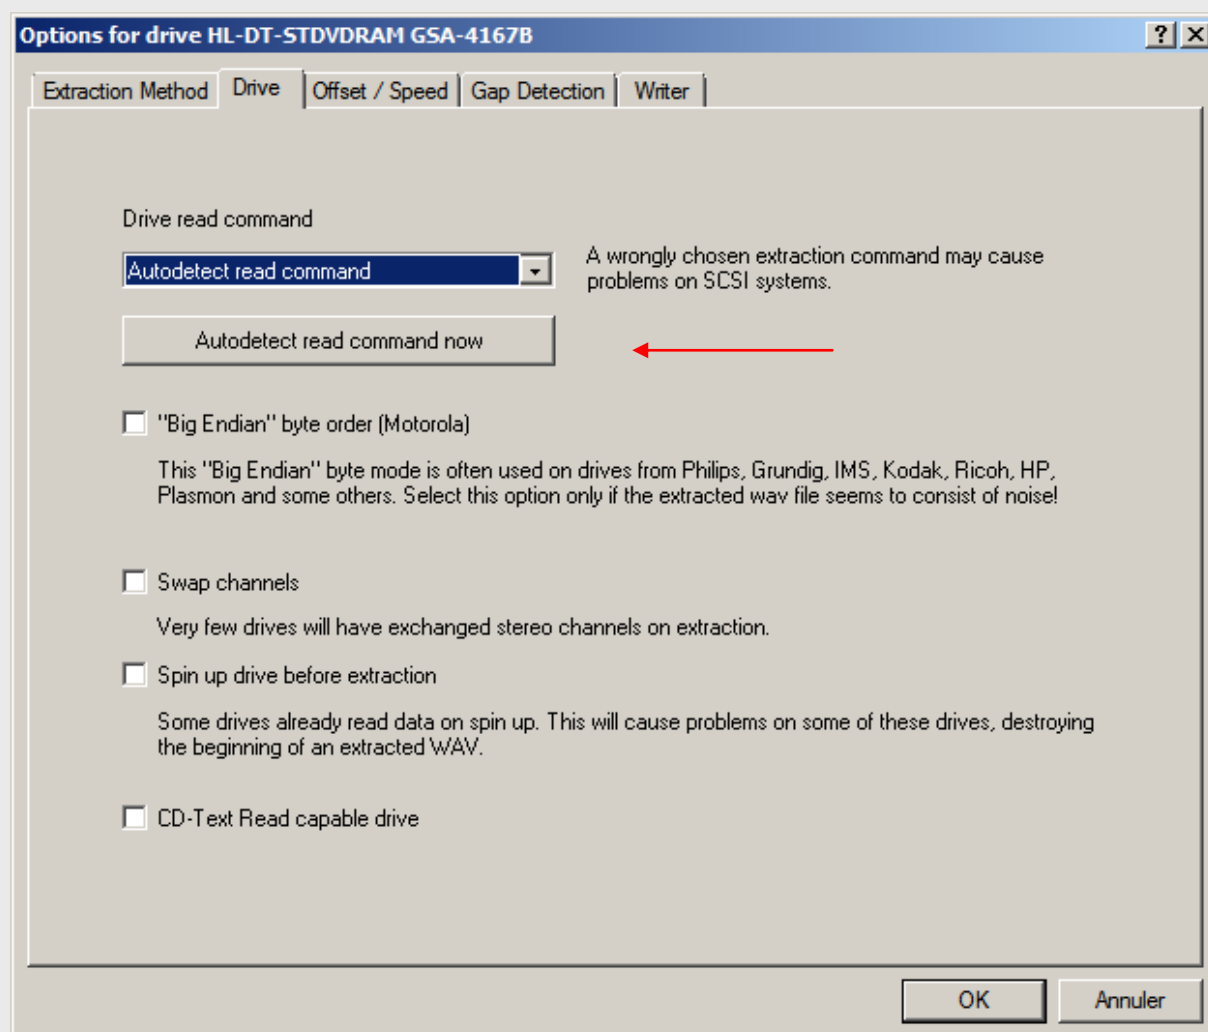 Options for drive HL-DT-STDVDRAM GSA-4167B
Extraction Method Drive Offset / Speed Gap Detection Writer
Drive read command
Autodetect read command
A wrongly chosen extraction command may cause
problems on SCSI systems.
Autodetect read command now
"Big Endian" byte order (Motorola)
This "Big Endian" byte mode is often used on drives from Philips, Grundig, IMS, Kodak, Ricoh, HP,
Plasmon and some others. Select this option only if the extracted wav file seems to consist of noise!
Swap channels
Very few drives will have exchanged stereo channels on extraction.
Spin up drive before extraction
Some drives already read data on spin up. This will cause problems on some of these drives, destroying
the beginning of an extracted WAV.
CD-Text Read capable drive
OK Annuler